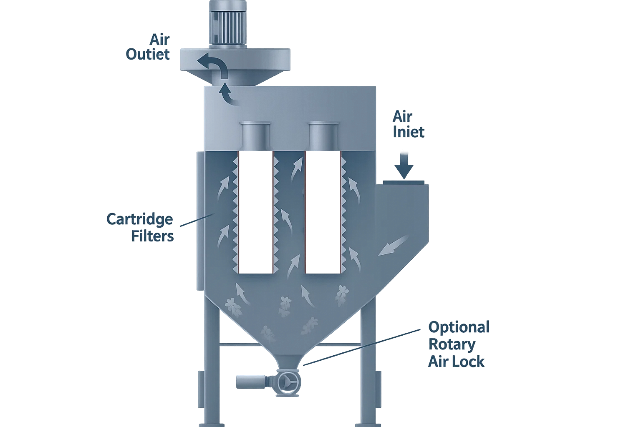 Air
Outiet
Air
Iniet
Cartridge
Filters
Optional
Rotary
Air Lock